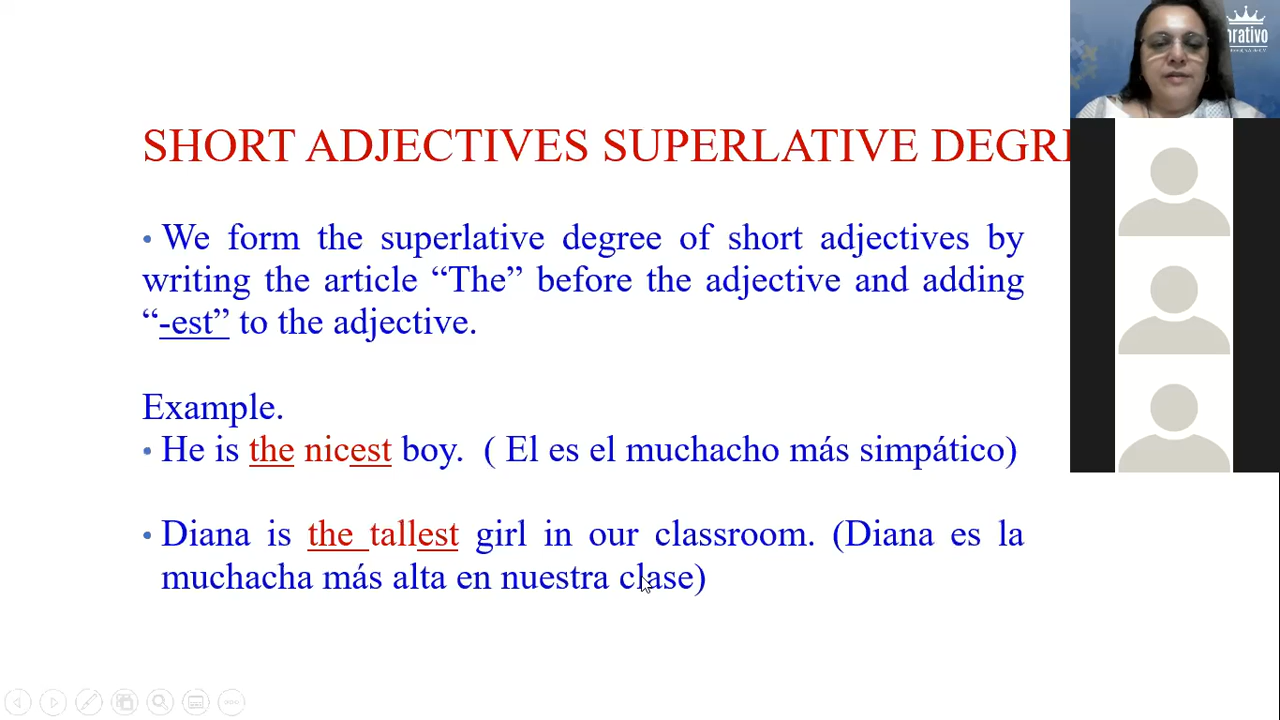 SHORT ADJECTIVES SUPERLATIVE DEGR
• We form the superlative degree of short adjectives by
writing the article “The” before the adjective and adding
“-est” to the adjective.
Example.
• He is the nicest boy. ( El es el muchacho más simpático)
• Diana is the tallest girl in our classroom. (Diana es la
muchacha más alta en nuestra clase)